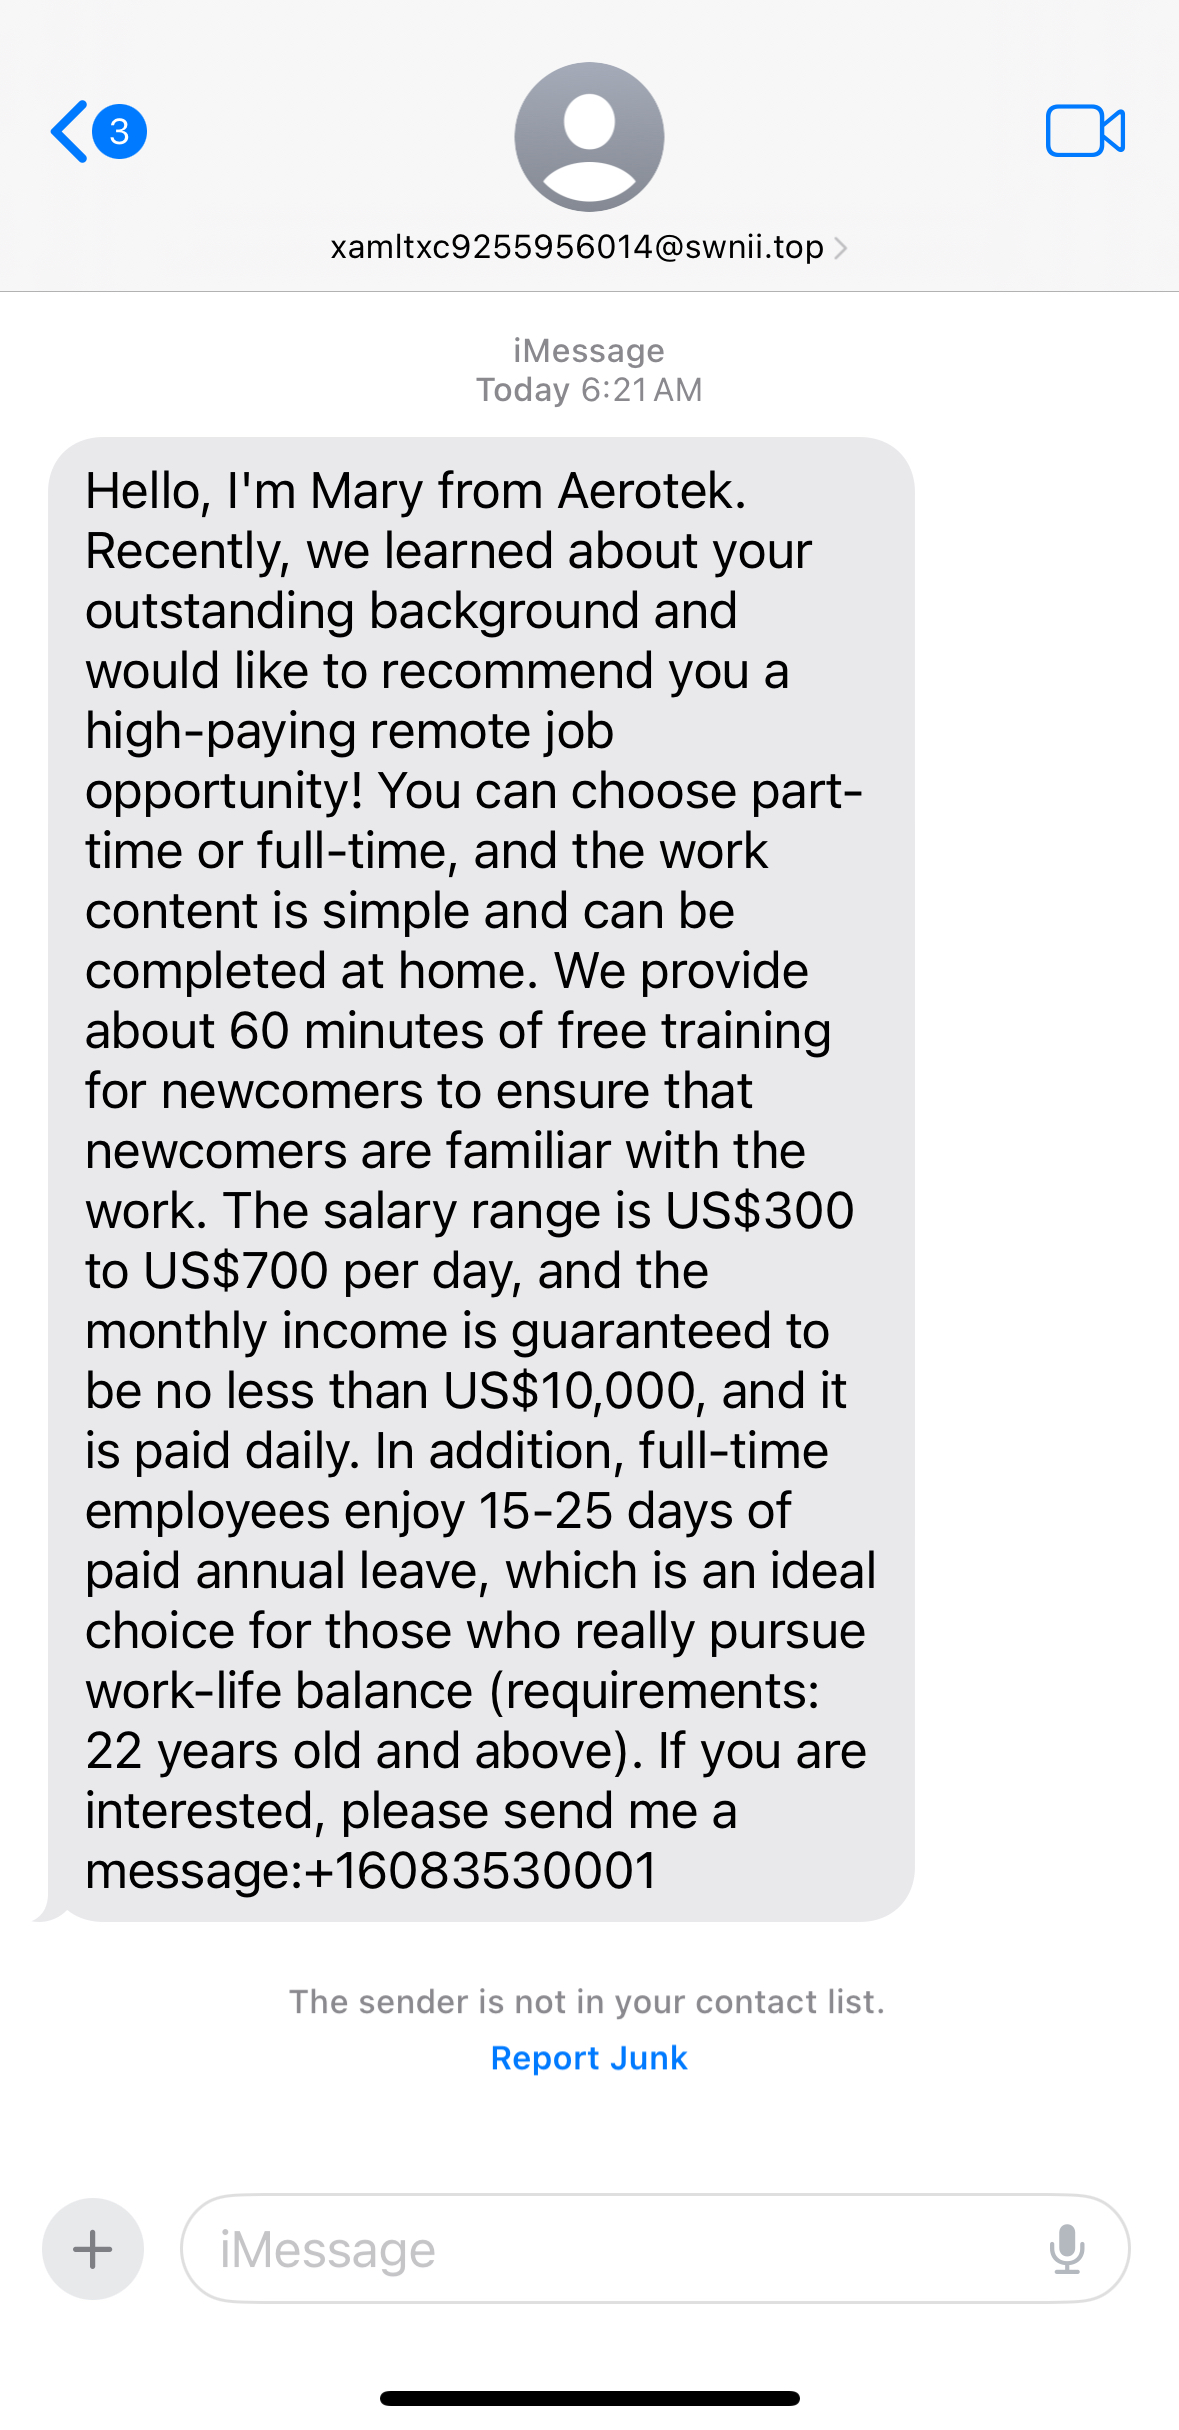 3
xamltxc9255956014@swnii.top
iMessage
Today 6:21 AM
Hello, I'm Mary from Aerotek.
Recently, we learned about your
outstanding background and
would like to recommend you a
high-paying remote job
opportunity! You can choose part-
time or full-time, and the work
content is simple and can be
completed at home. We provide
about 60 minutes of free training
for newcomers to ensure that
newcomers are familiar with the
work. The salary range is US$300
to US$700 per day, and the
monthly income is guaranteed to
be no less than US$10,000, and it
is paid daily. In addition, full-time
employees enjoy 15-25 days of
paid annual leave, which is an ideal
choice for those who really pursue
work-life balance (requirements:
22 years old and above). If you are
interested, please send me a
message:+16083530001
The sender is not in your contact list.
Report Junk
iMessage